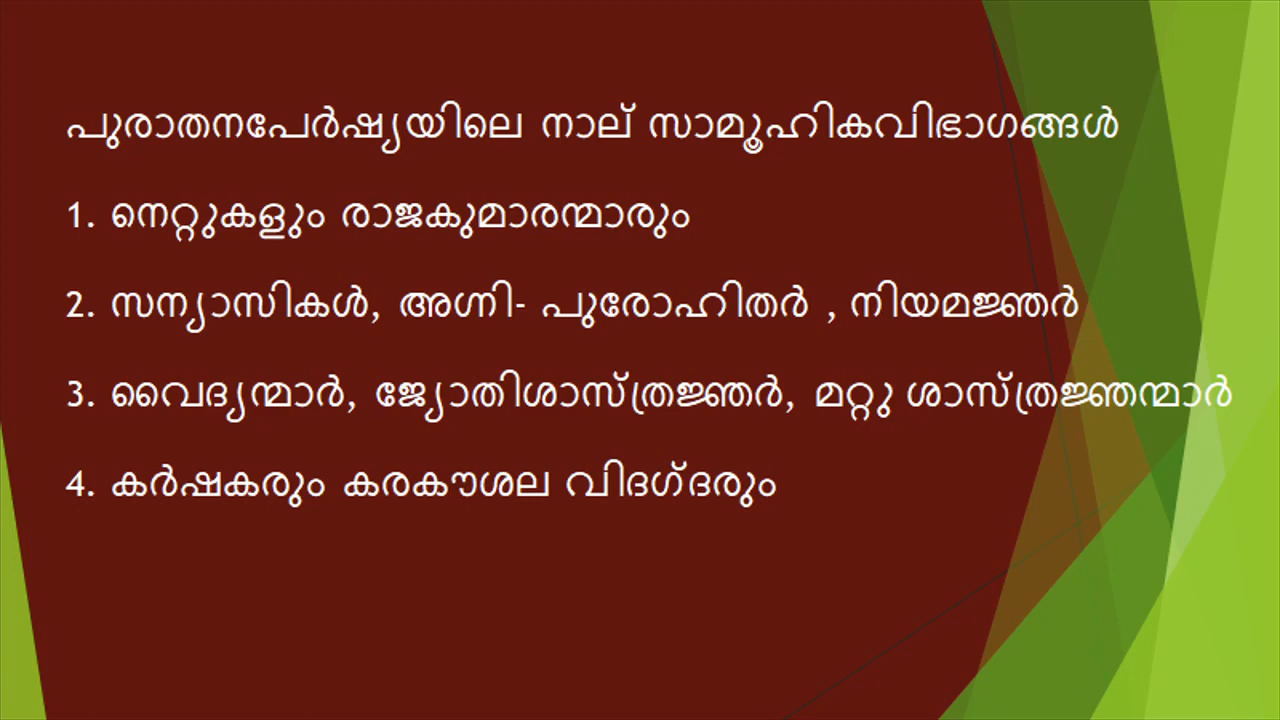 പുരാതനപേർഷ്യയിലെ നാല് സാമൂഹികവിഭാഗങ്ങൾ
1. നെറ്റുകളും രാജകുമാരന്മാരും
2. സന്യാസികൾ, അഗ്നി- പുരോഹിതർ , നിയമജ്ഞർ
3. വൈദ്യന്മാർ, ജ്യോതിശാസ്ത്രജ്ഞർ, മറ്റു ശാസ്ത്രജ്ഞന്മാർ
4. കർഷകരും കരകൗശല വിദഗ്ദരും